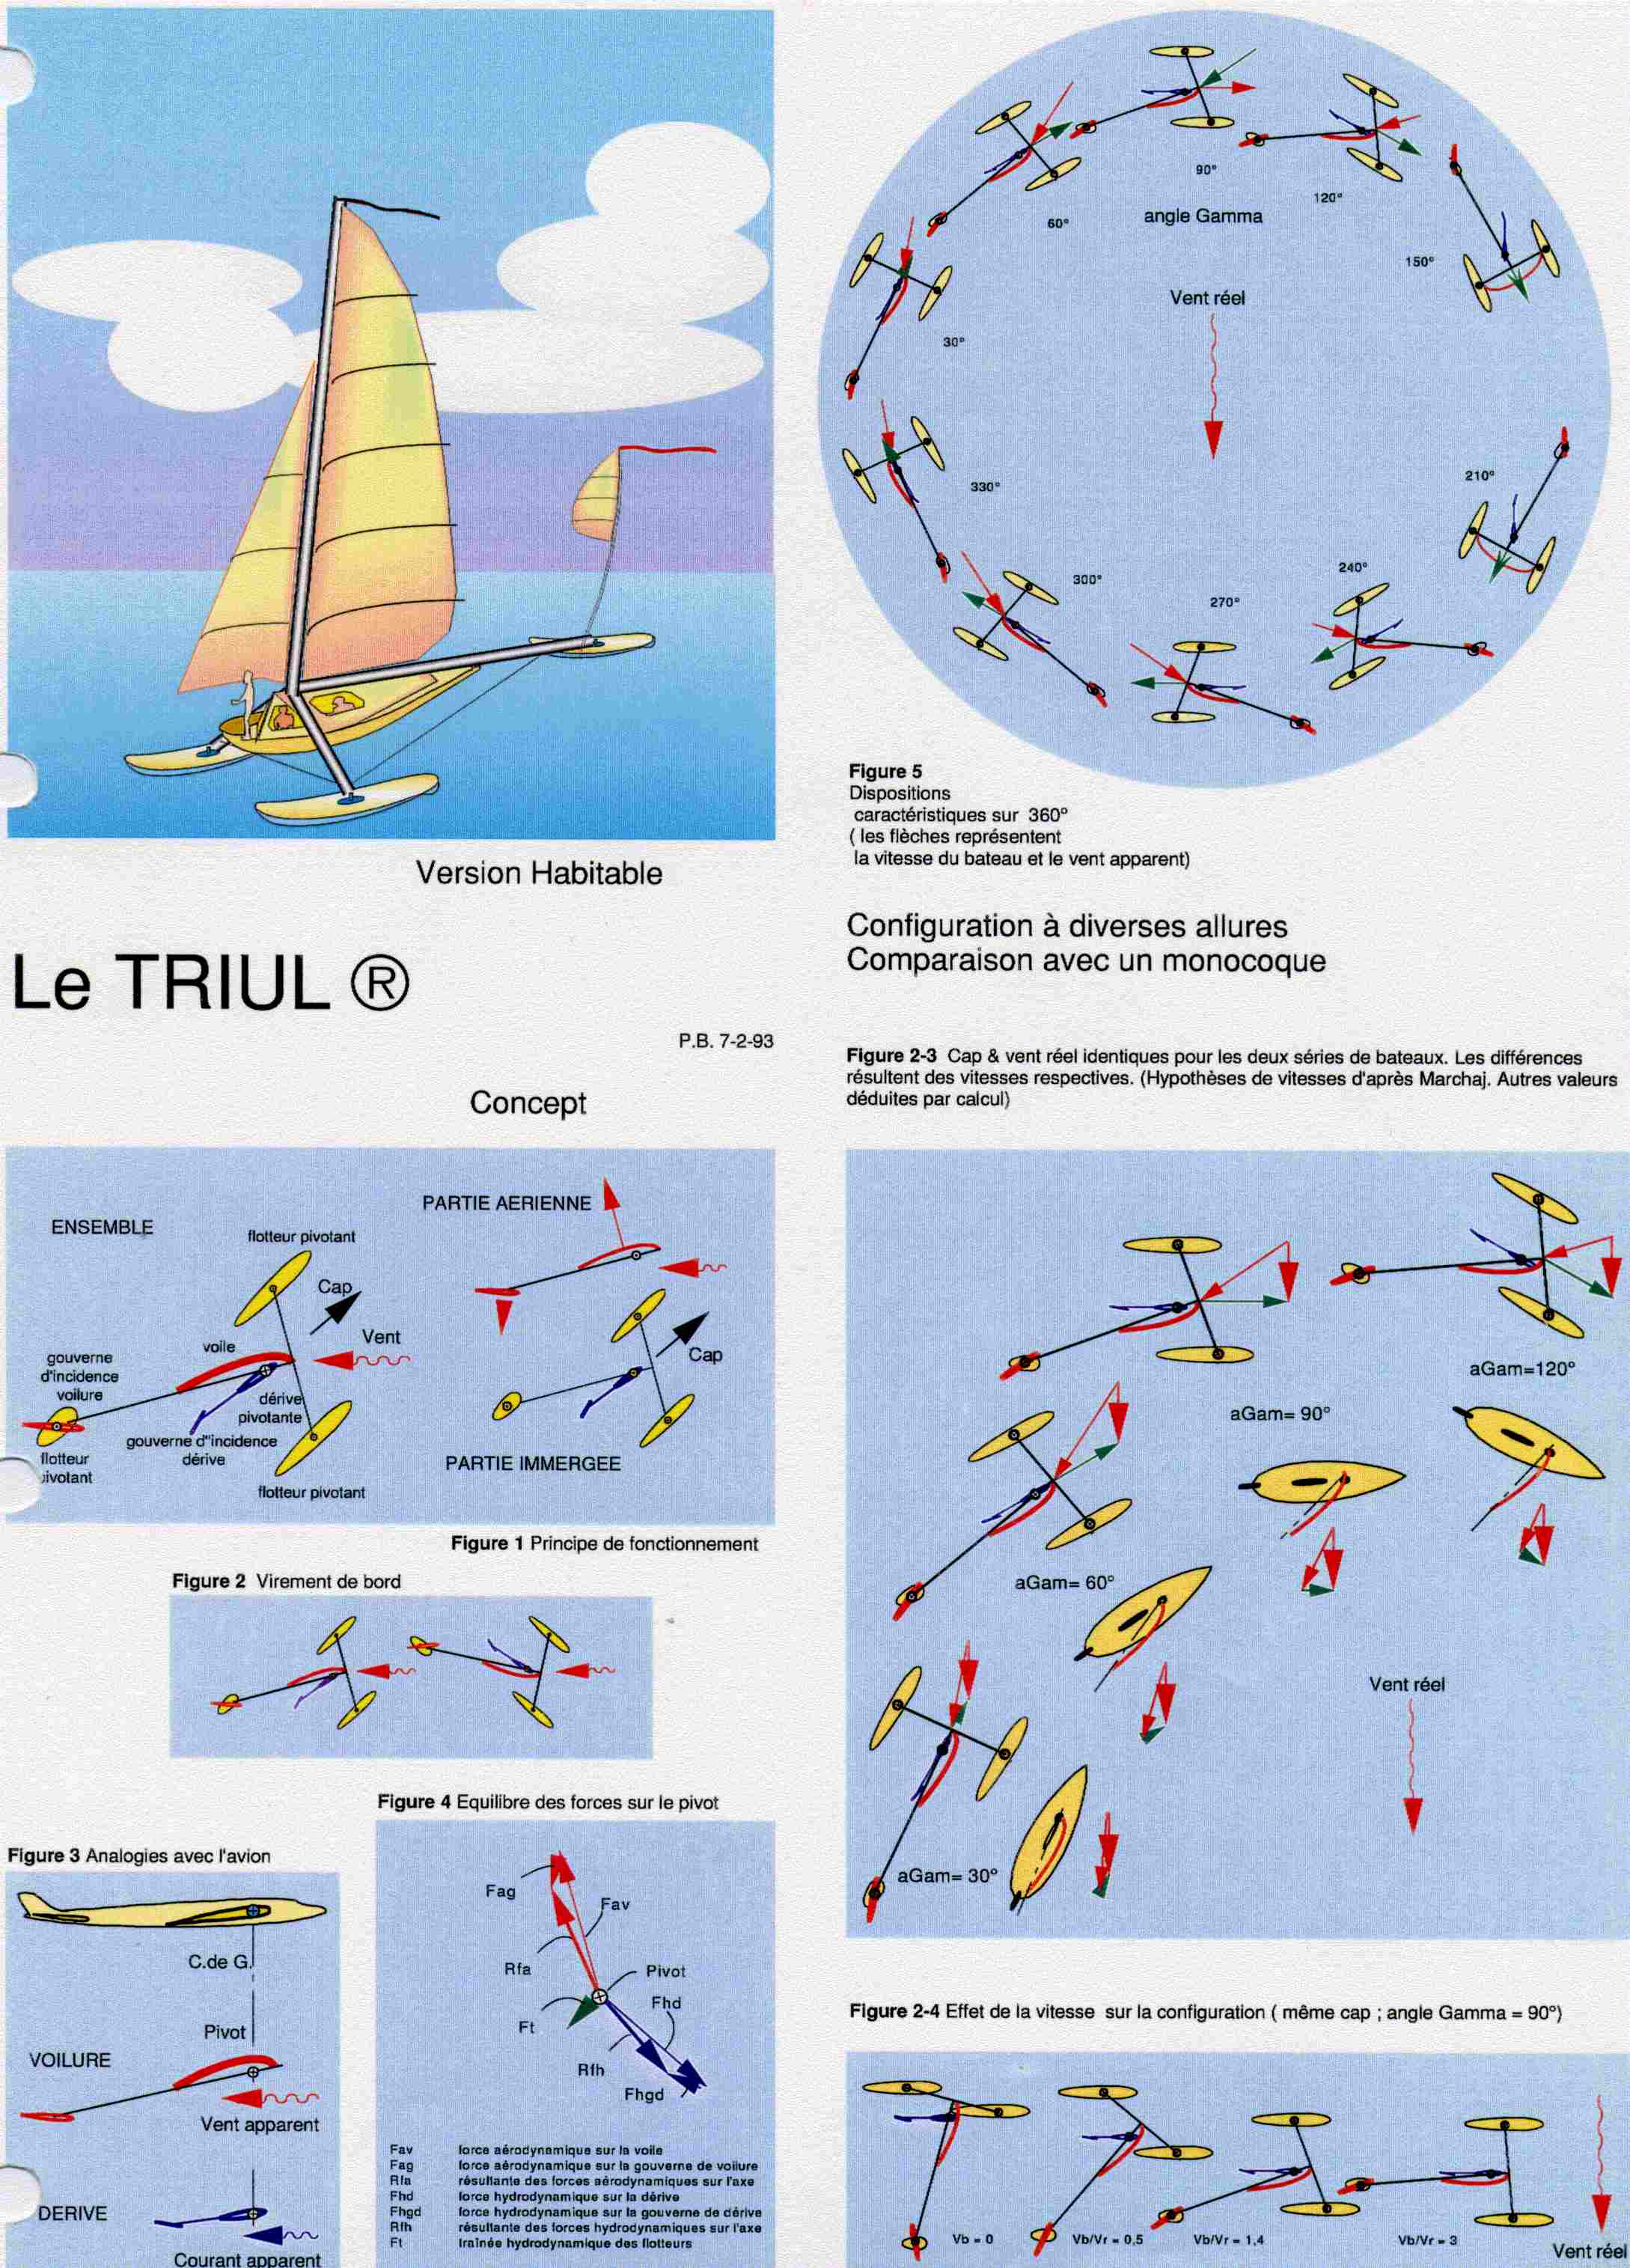 Version Habitable
Le TRIUL ®
P.B. 7-2-93
Concept
ENSEMBLE
flotteur pivotant
Cap
Vent
voile
gouverne
d'incidence
voilure
dérive
pivotante
gouverne d''incidence
dérive
flotteur
flotteur pivotant
PARTIE AERIENNE
Cap
PARTIE IMMERGEE
Figure 1 Principe de fonctionnement
Figure 2 Virement de bord
Figure 4 Equilibre des forces sur le pivot
Figure 3 Analogies avec l'avion
C.de G.
Pivot
VOILURE
Vent apparent
DERIVE
Courant apparent
Fag
Fav
Rfa
Pivot
Fhd
Ft
Rfh
Fhgd
Fav force aérodynamique sur la voile
Fag force aérodynamique sur la gouverne de voilure
Rfa résultante des forces aérodynamiques sur l'axe
Fhd force hydrodynamique sur la dérive
Fhgd force hydrodynamique sur la gouverne de dérive
Rfh résultante des forces hydrodynamiques sur l'axe
Ft traînée hydrodynamique des flotteurs
90°
120°
angle Gamma
60°
150°
Vent réel
30°
330°
210°
300°
240°
270°
Figure 5
Dispositions
caractéristiques sur 360°
( les flèches représentent
la vitesse du bateau et le vent apparent)
Configuration à diverses allures
Comparaison avec un monocoque
Figure 2-3 Cap & vent réel identiques pour les deux séries de bateaux. Les différences
résultent des vitesses respectives. (Hypothèses de vitesses d'après Marchaj. Autres valeurs
déduites par calcul)
aGam=120°
aGam= 90°
aGam= 60°
Vent réel
aGam= 30°
Figure 2-4 Effet de la vitesse sur la configuration ( même cap ; angle Gamma = 90°)
Vb = 0
Vb/Vr = 0,5
Vb/Vr = 1,4
Vb/Vr = 3
Vent réel